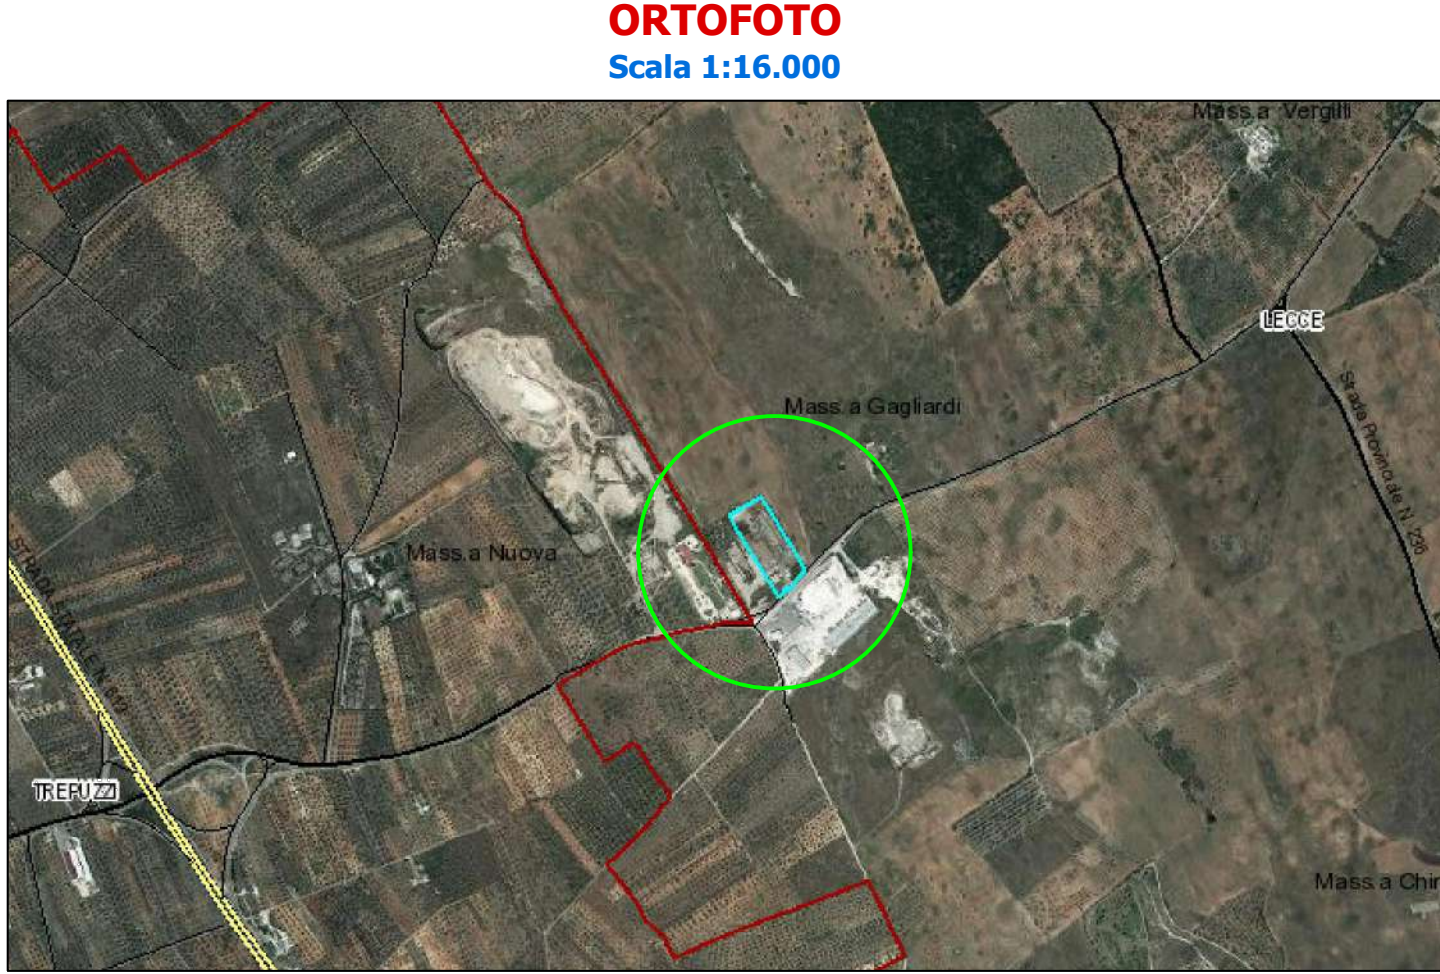 ORTOFOTO
Scala 1:16.000
Mass.a Vergilli
LECCE
Mass.a Gagliardi
Strada Provinciale N. 236
Mass.a Nuova
TREPUZZI
Mass.a Chir